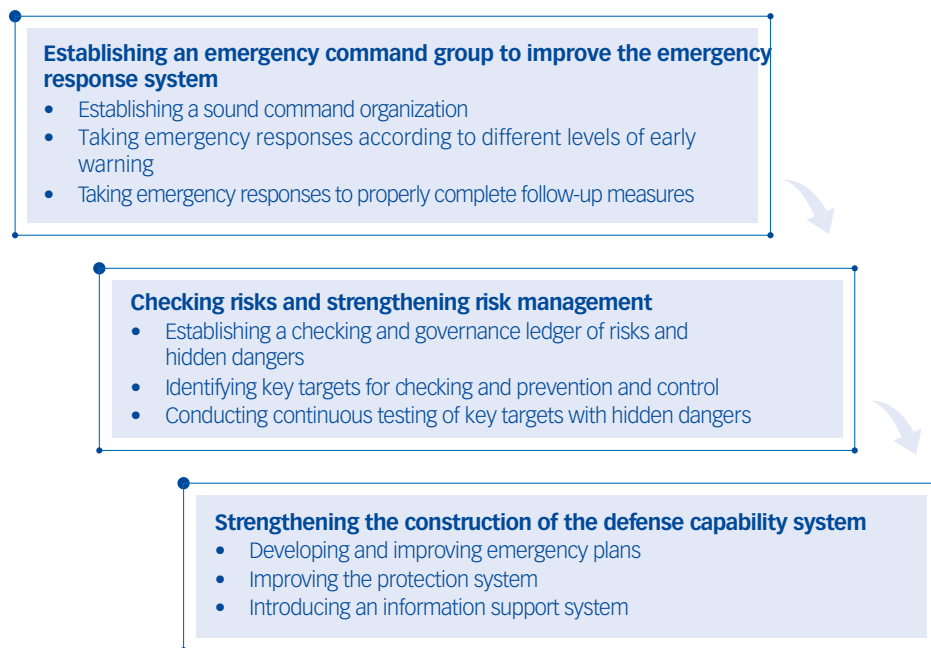 Establishing an emergency command group to improve the emergency
response system
• Establishing a sound command organization
• Taking emergency responses according to different levels of early
warning
• Taking emergency responses to properly complete follow-up measures
Checking risks and strengthening risk management
• Establishing a checking and governance ledger of risks and
hidden dangers
• Identifying key targets for checking and prevention and control
• Conducting continuous testing of key targets with hidden dangers
Strengthening the construction of the defense capability system
• Developing and improving emergency plans
• Improving the protection system
• Introducing an information support system